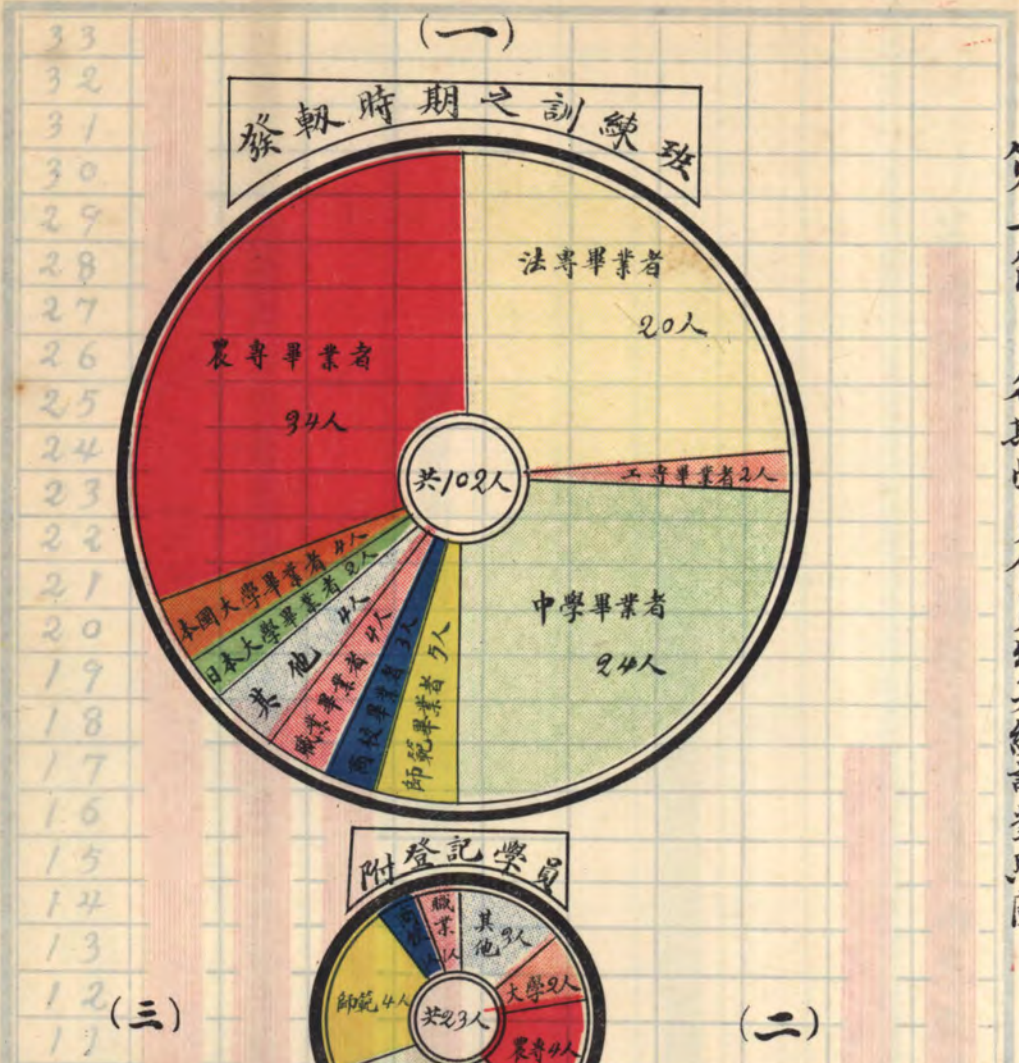 (一)
發軔時期之訓練班
法專畢業者
20人
工專畢業者2人
中學畢業者
24人
師範畢業者5人
商校畢業者3人
職業畢業者4人
其他4人
日本大學畢業者2人
本國大學畢業者4人
農專畢業者
34人
共102人
附登記學員
其他3人
大學2人
農專4人
師範4人
職業1人
共23人
(二)
(三)
33
32
31
30
29
28
27
26
25
24
23
22
21
20
19
18
17
16
15
14
13
12